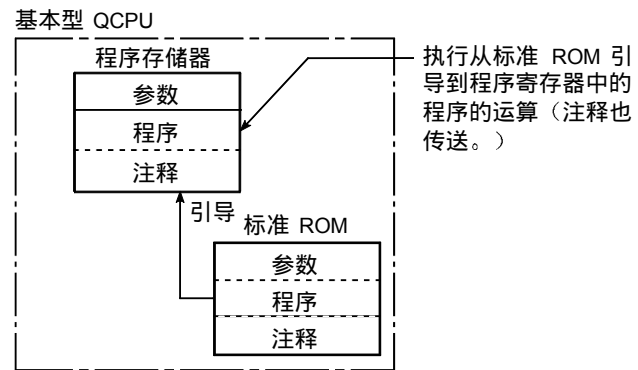 基本型 QCPU
程序存储器
参数
程序
注释
执行从标准 ROM 引
导到程序寄存器中的
程序的运算（注释也
传送。）
引导
标准 ROM
参数
程序
注释